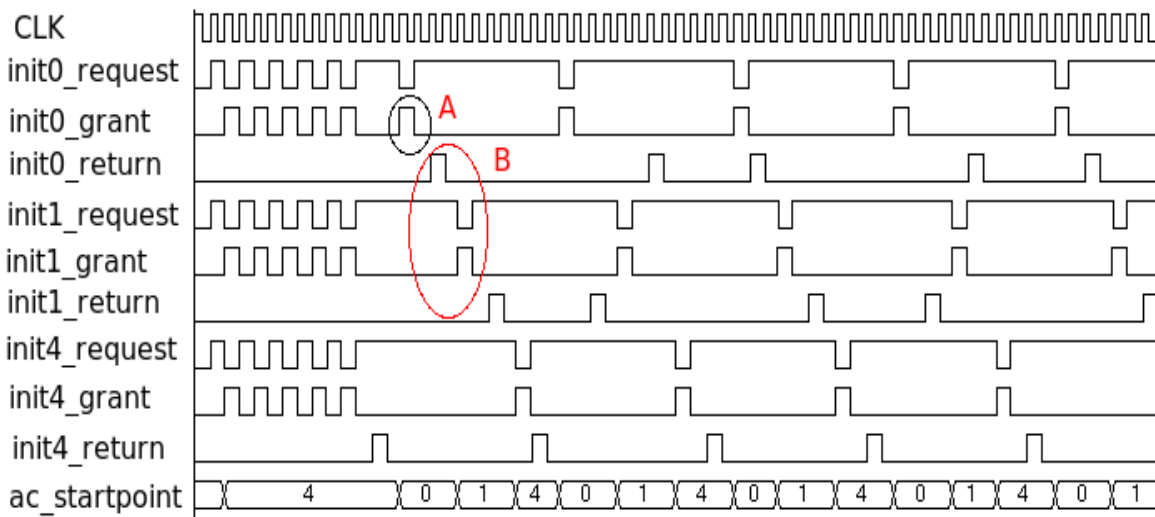 CLK
init0_request
init0_grant
A
init0_return
B
init1_request
init1_grant
init1_return
init4_request
init4_grant
init4_return
ac_startpoint 4 0 1 4 0 1 4 0 1 4 0 1 4 0 1